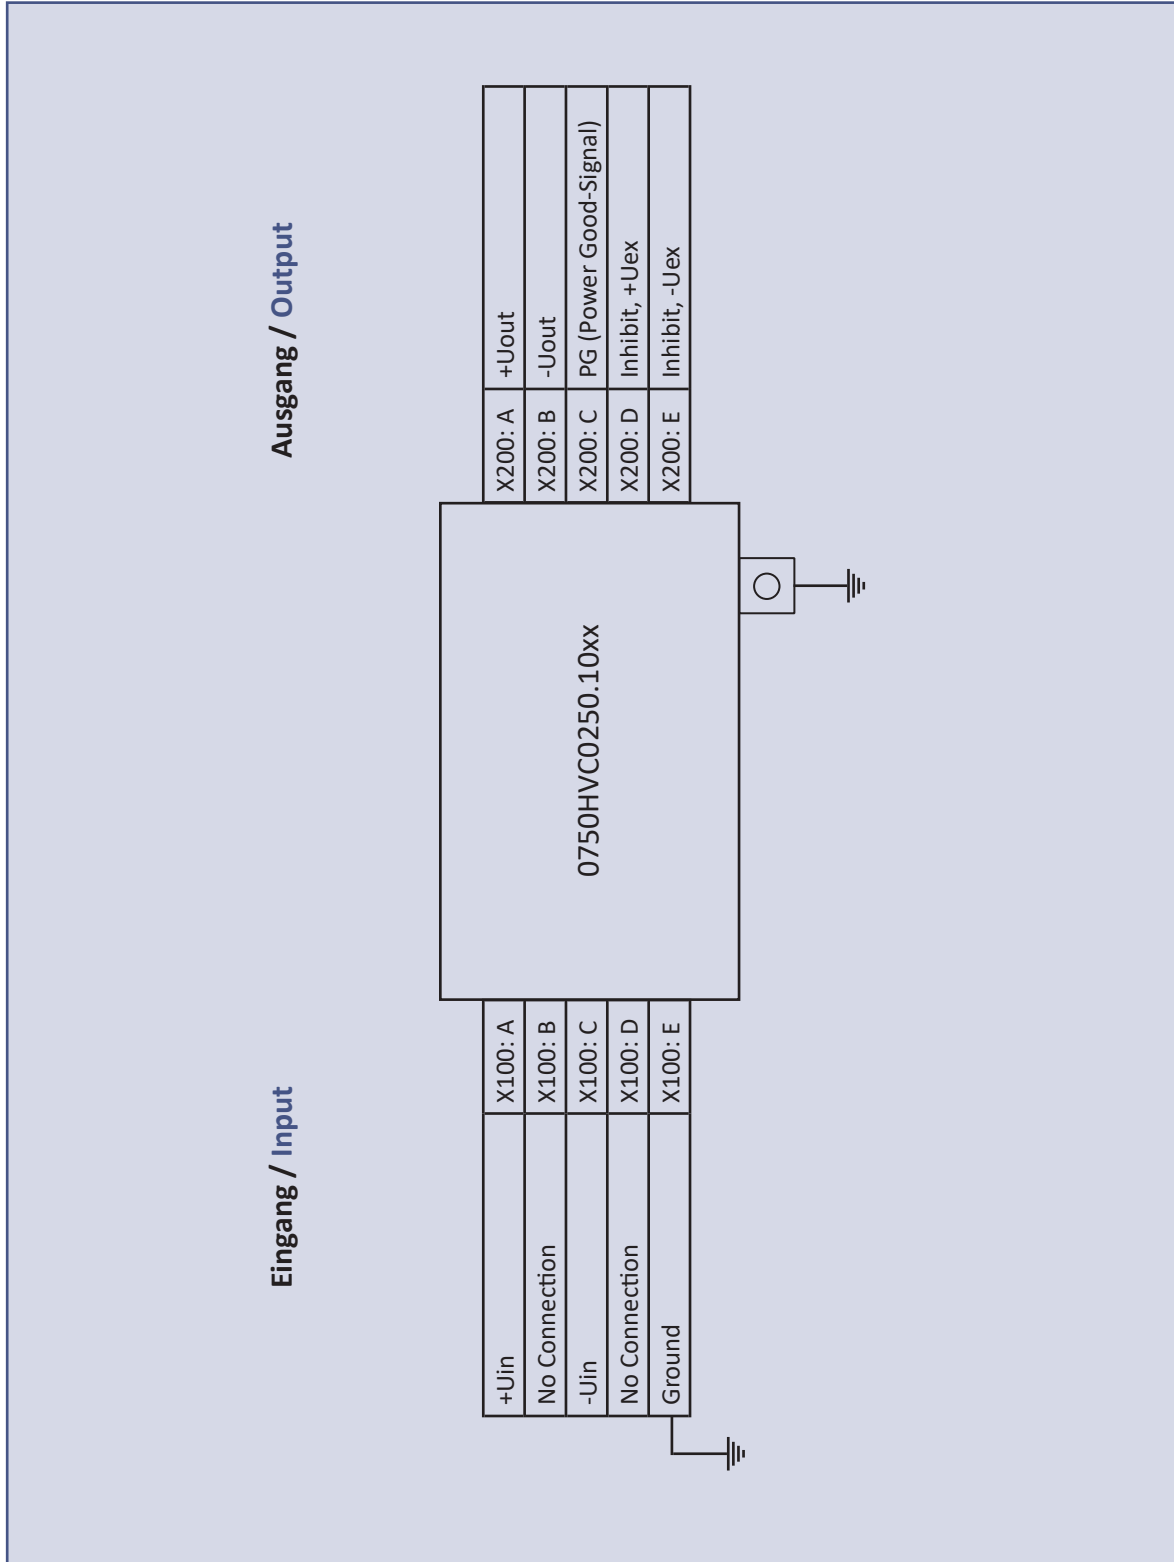 Eingang / Input
Ausgang / Output
+Uin
X100: A
No Connection
X100: B
-Uin
X100: C
No Connection
X100: D
Ground
X100: E
0750HVC0250.10xx
X200: A
+Uout
X200: B
-Uout
X200: C
PG (Power Good-Signal)
X200: D
Inhibit, +Uex
X200: E
Inhibit, -Uex